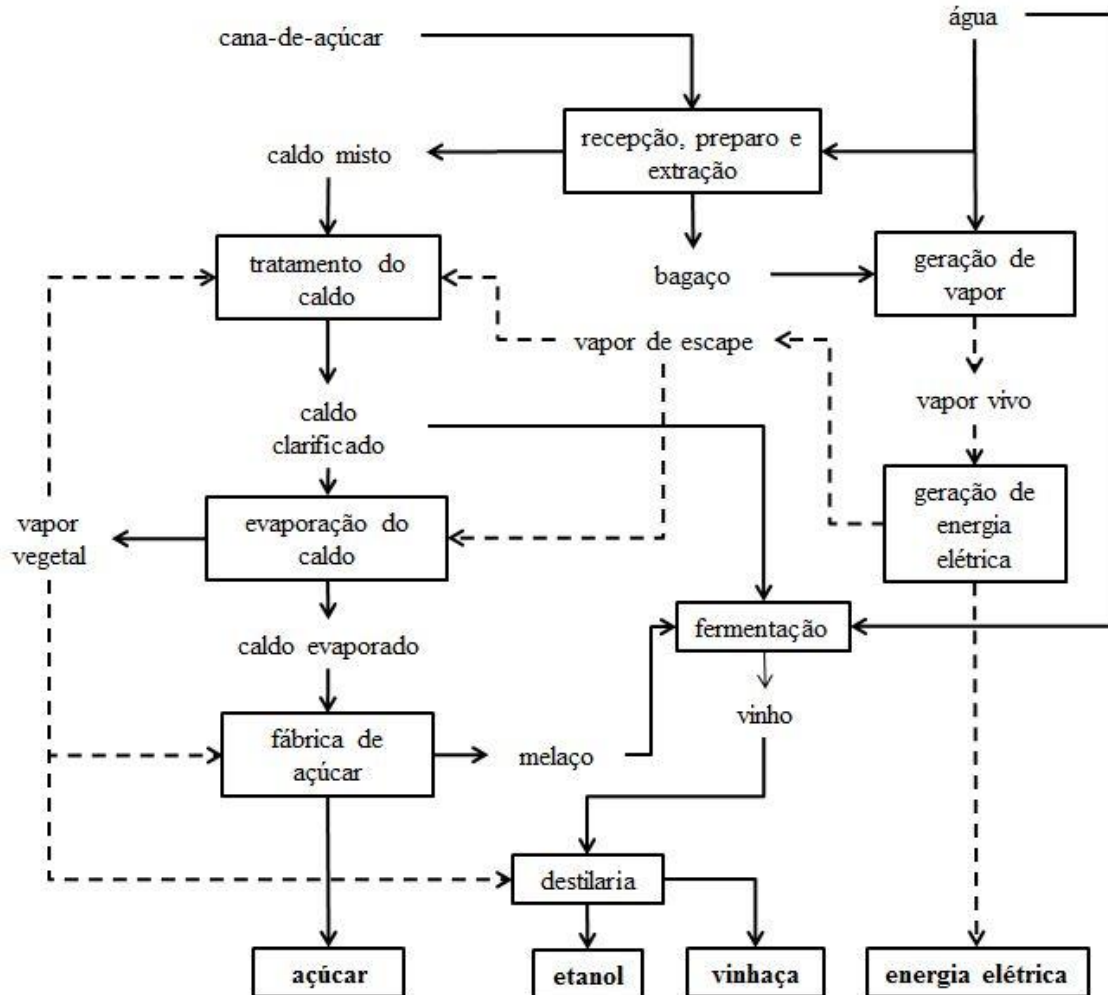 água
cana-de-açúcar
recepção, preparo e
extração
caldo misto
tratamento do
caldo
bagaço
geração de
vapor
vapor de escape
vapor vivo
caldo
clarificado
geração de
energia
elétrica
vapor
vegetal
evaporação do
caldo
fermentação
caldo evaporado
vinho
fábrica de
açúcar
melaço
destilaria
açúcar
etanol
vinhaça
energia elétrica